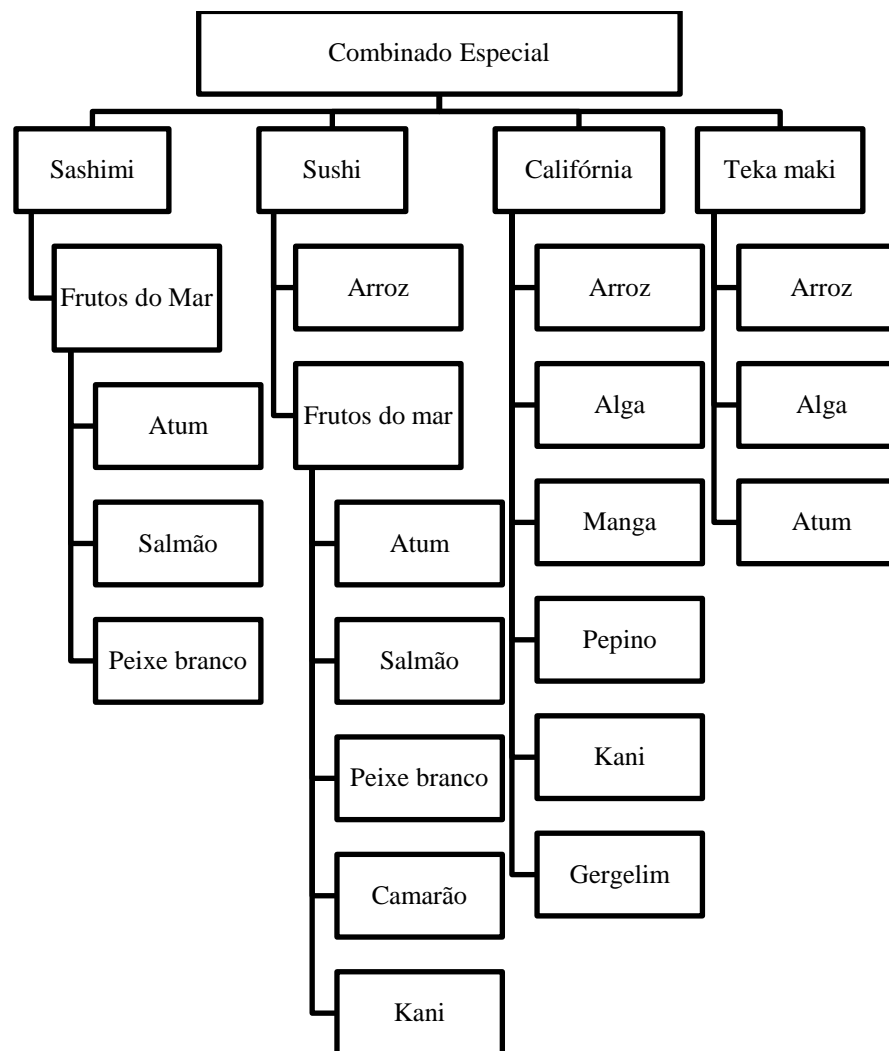 Combinado Especial
Sashimi
Frutos do Mar
Atum
Salmão
Peixe branco
Sushi
Arroz
Frutos do mar
Atum
Salmão
Peixe branco
Camarão
Kani
Califórnia
Arroz
Alga
Manga
Pepino
Kani
Gergelim
Teka maki
Arroz
Alga
Atum